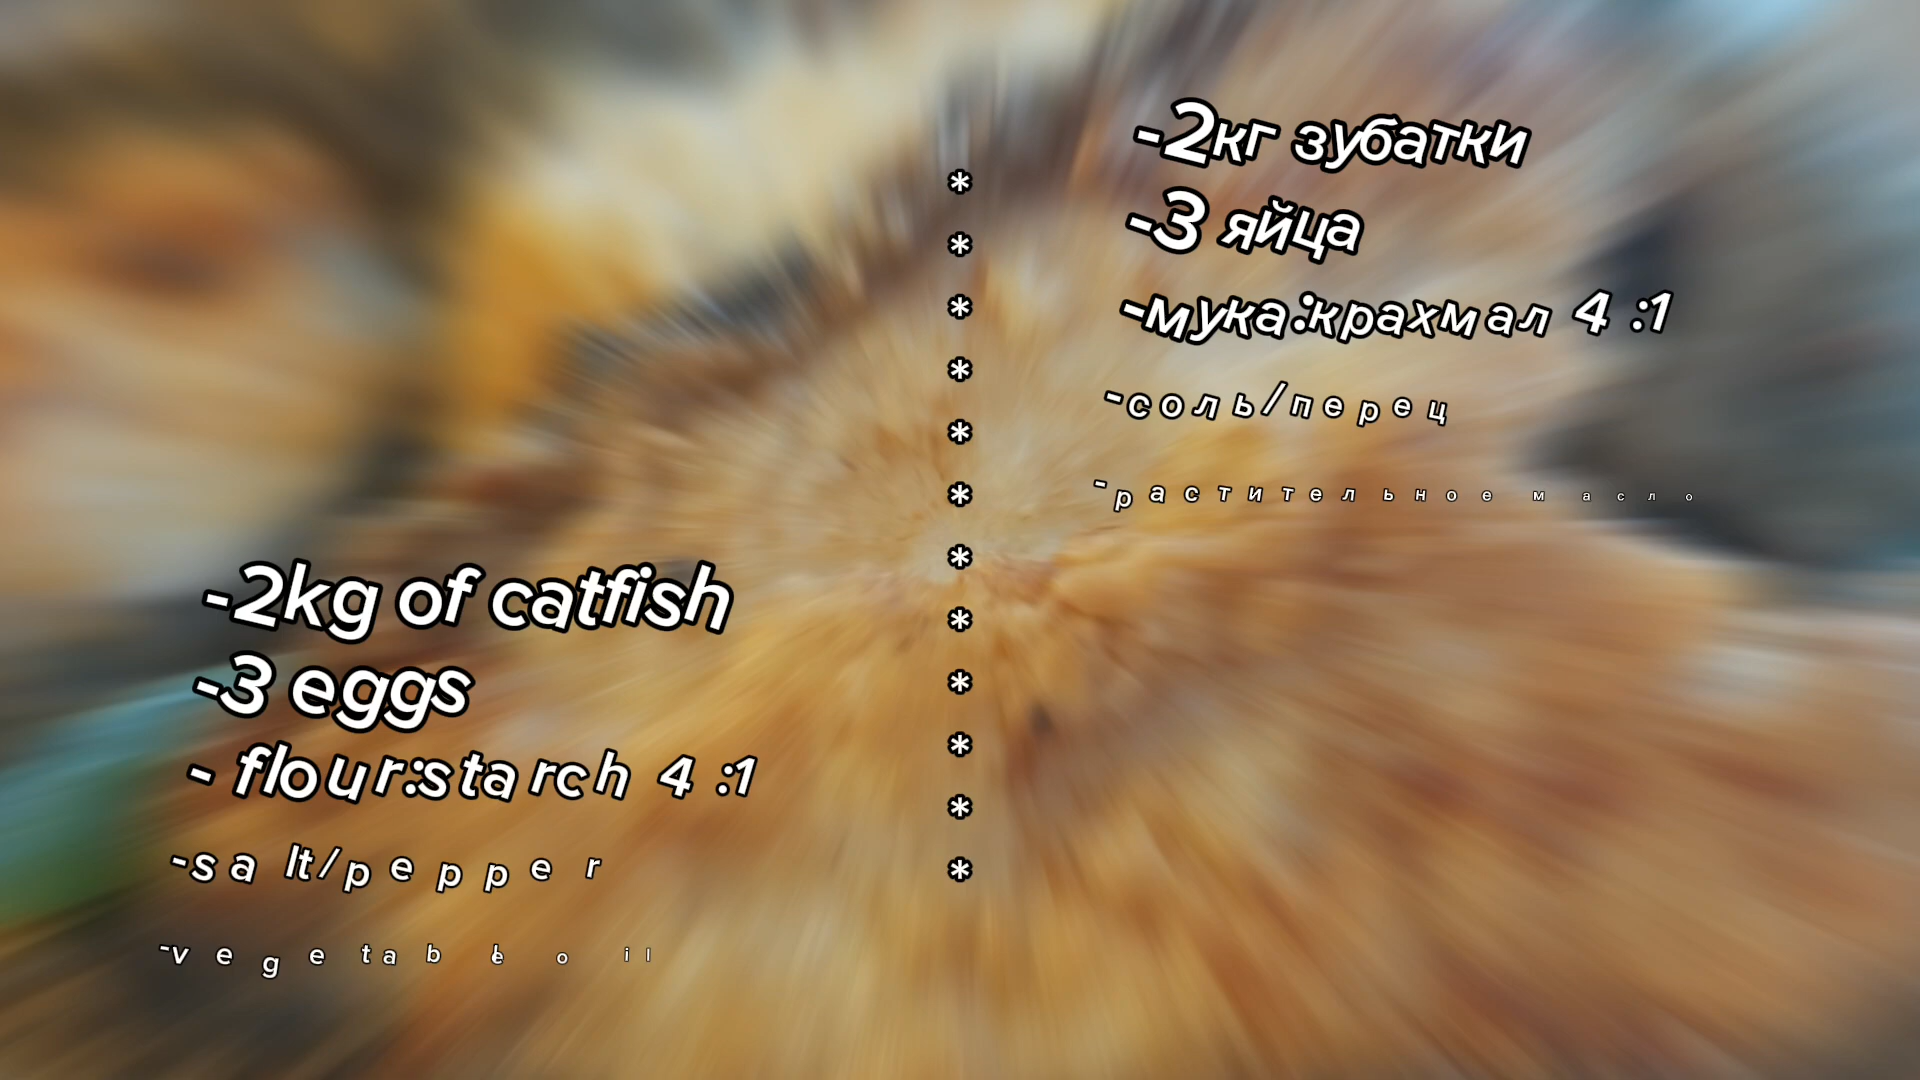 -2kg of catfish
-3 eggs
- flour:starch 4 :1
-salt/pepper
-vegetable oil
*
*
*
*
*
*
*
*
*
*
*
*
-2кг зубатки
-3 яйца
-мука:крахмал 4 :1
-соль/перец
-растительное масло